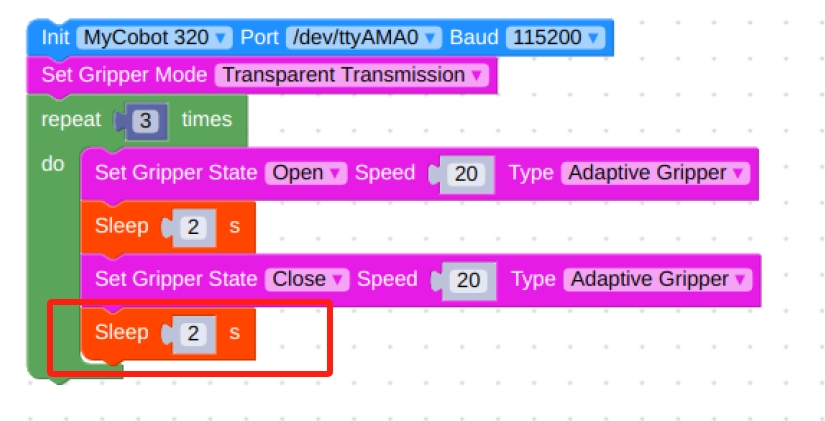 Init MyCobot 320 Port /dev/ttyAMA0 Baud 115200
Set Gripper Mode Transparent Transmission
repeat 3 times
do
Set Gripper State Open Speed 20 Type Adaptive Gripper
Sleep 2 s
Set Gripper State Close Speed 20 Type Adaptive Gripper
Sleep 2 s